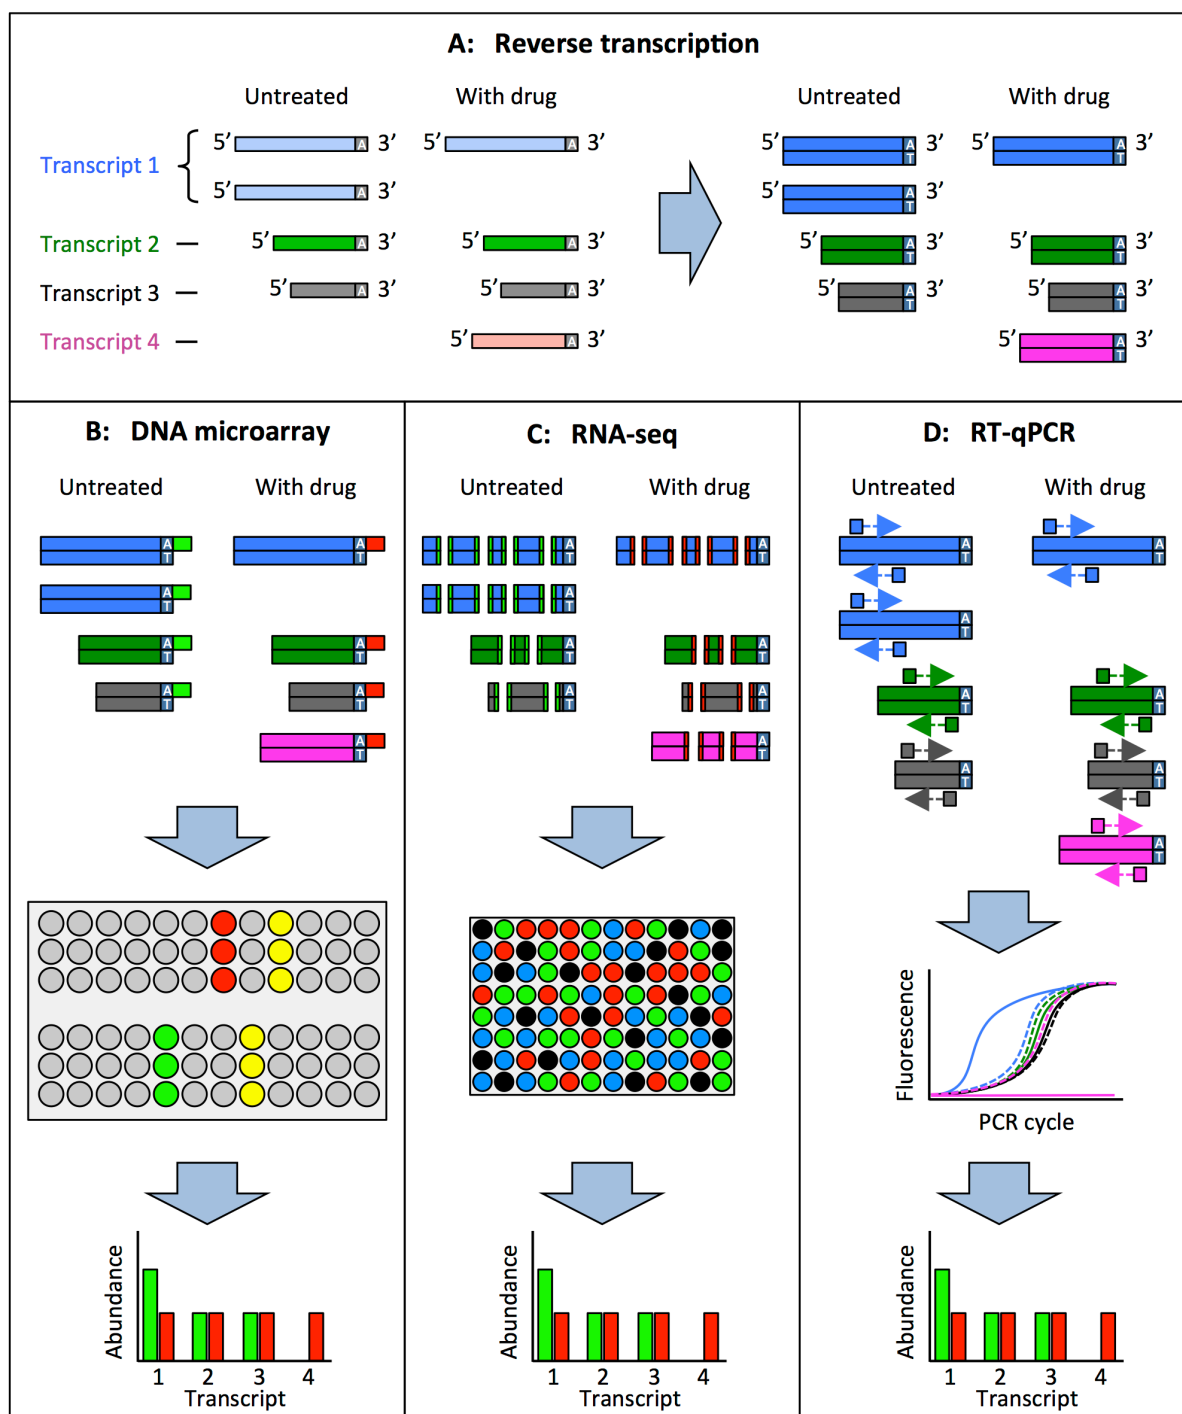 A: Reverse transcription
Untreated With drug Untreated With drug
Transcript 1 5’ A 3’ 5’ A 3’ 5’ A T 3’ 5’ A T 3’
5’ A 3’ 5’ A T 3’
Transcript 2 5’ A 3’ 5’ A 3’ 5’ A T 3’ 5’ A T 3’
Transcript 3 5’ A 3’ 5’ A 3’ 5’ A T 3’ 5’ A T 3’
Transcript 4 5’ A 3’ 5’ A T 3’
B: DNA microarray
Untreated With drug
A T A T
A T
A T A T
A T A T
A T
Abundance
1 2 3 4
Transcript
C: RNA-seq
Untreated With drug
A T A T
A T
A T A T
A T A T
A T
Abundance
1 2 3 4
Transcript
D: RT-qPCR
Untreated With drug
A T A T
A T
A T A T
A T A T
A T
Fluorescence
PCR cycle
Abundance
1 2 3 4
Transcript